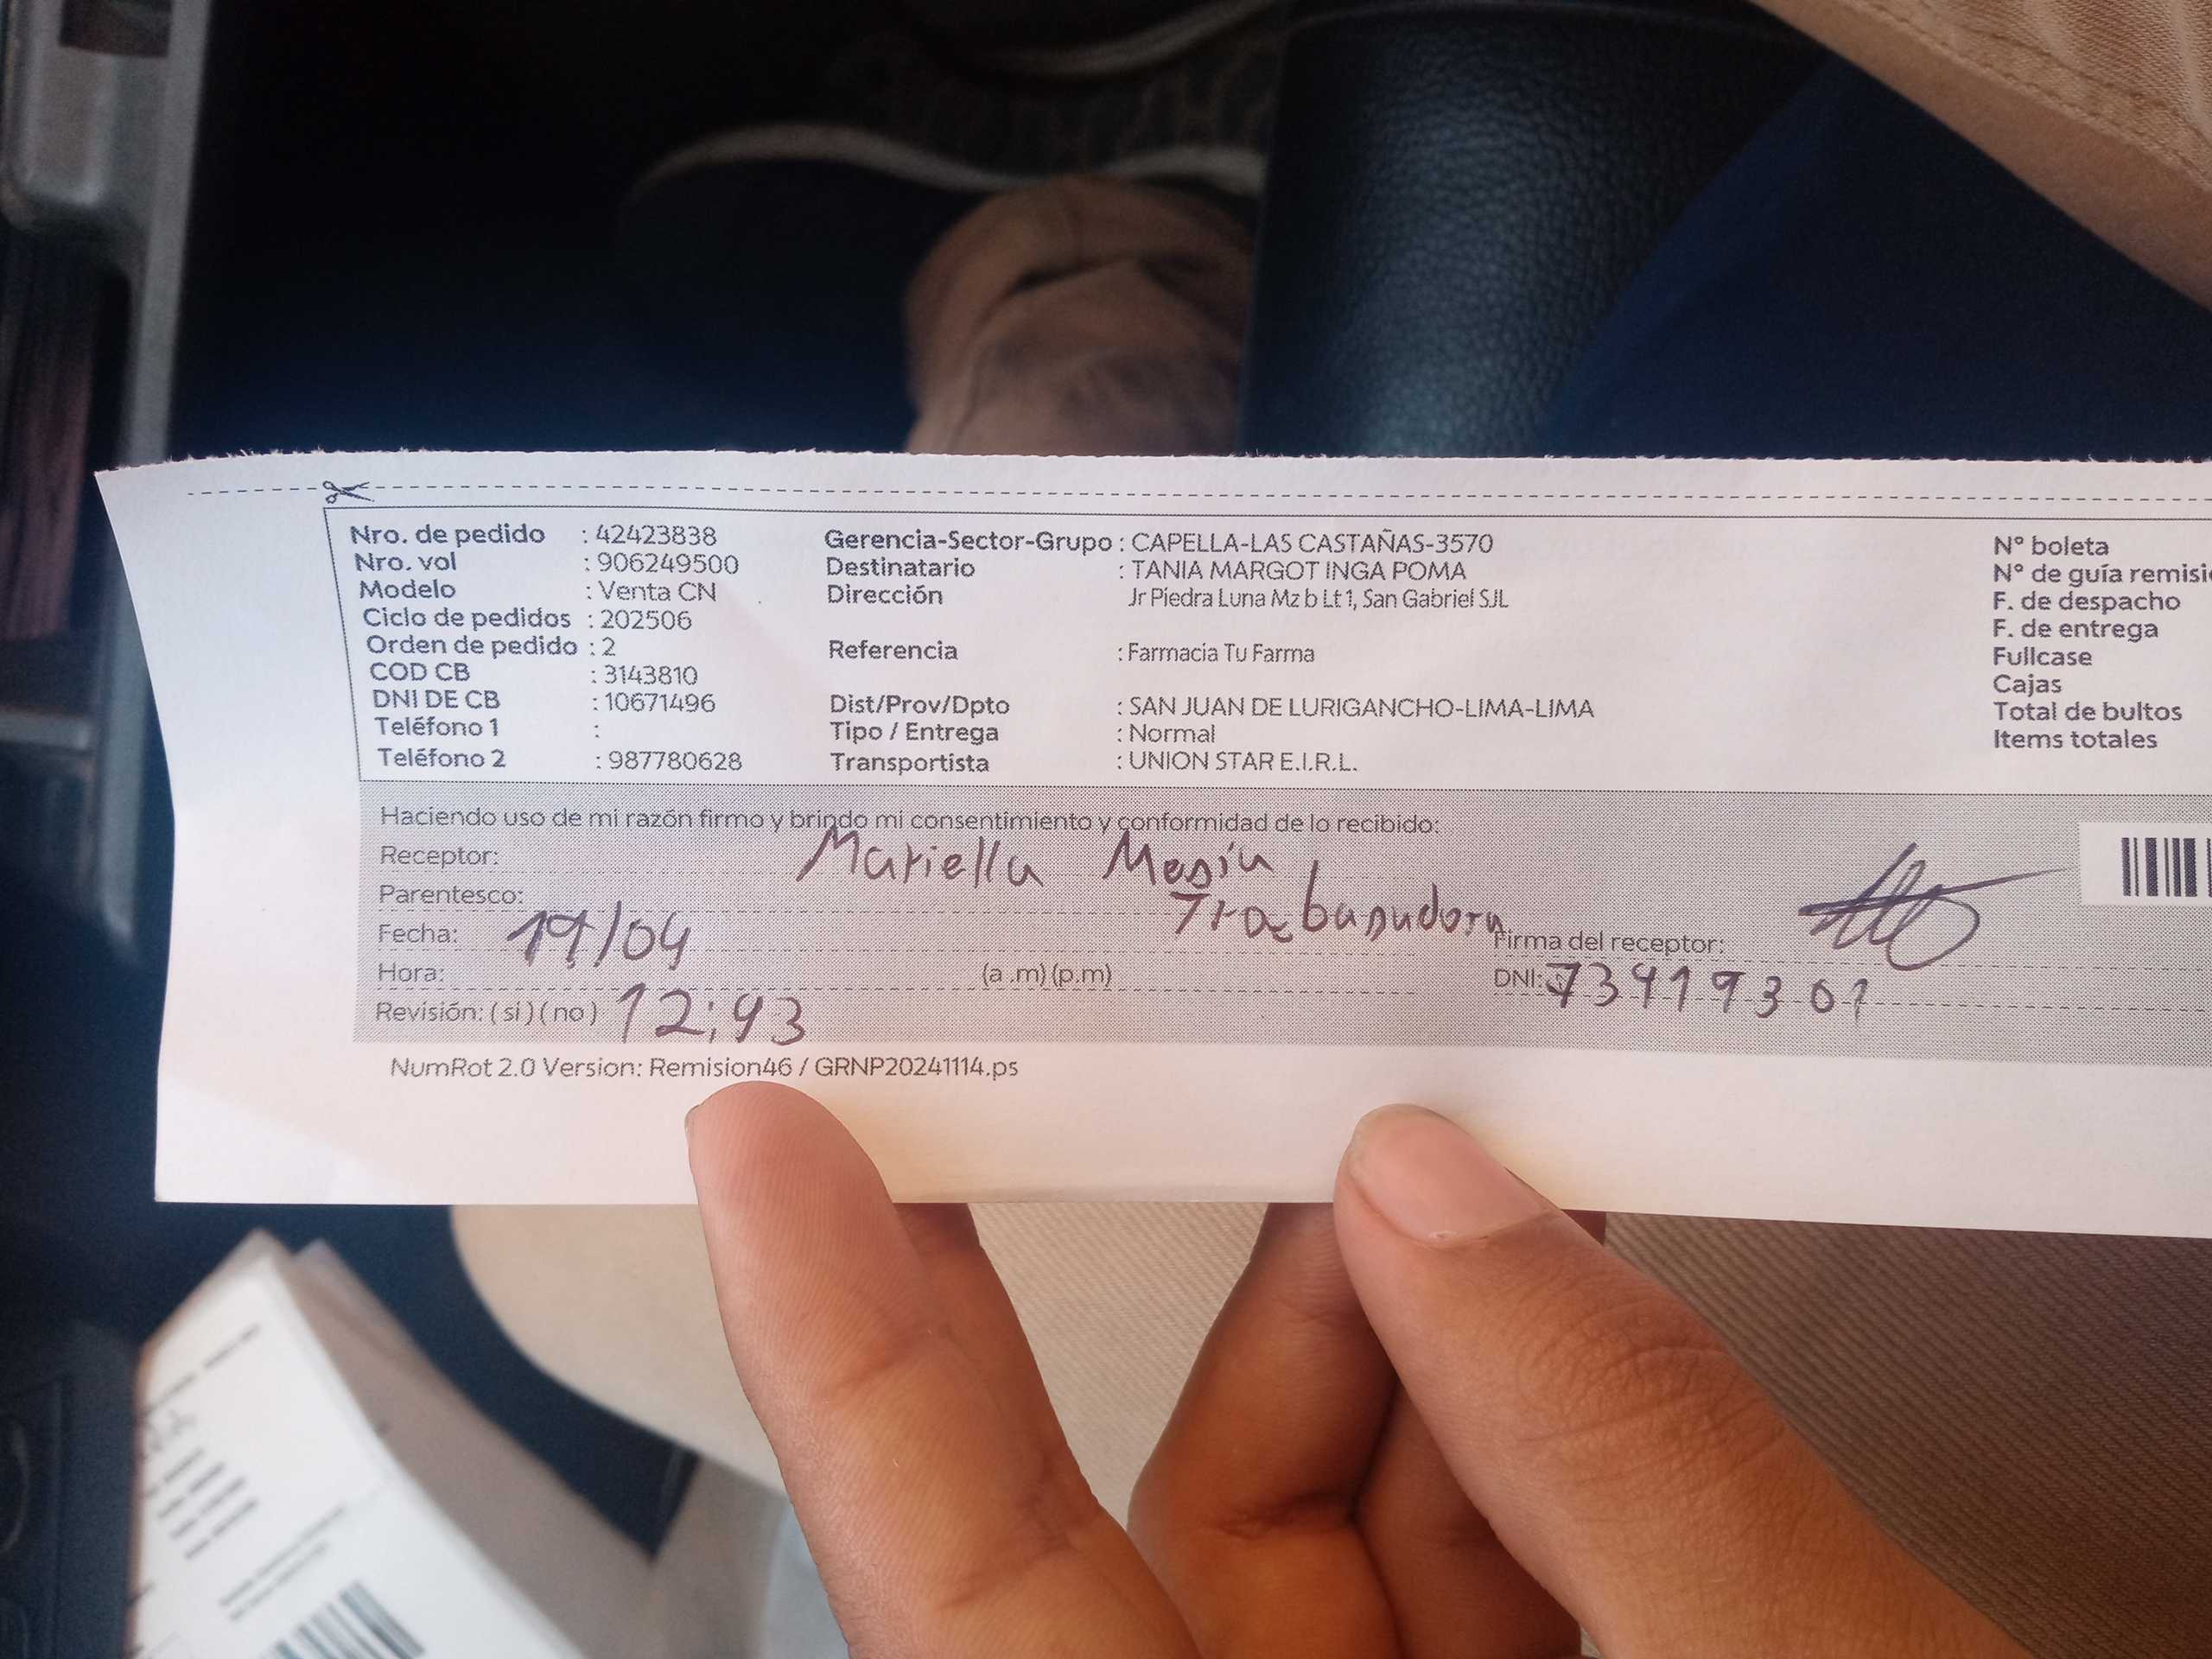 Nro. de pedido : 42423838
Nro. vol : 906249500
Modelo : Venta CN
Ciclo de pedidos : 202506
Orden de pedido : 2
COD CB : 3143810
DNI DE CB : 10671496
Teléfono 1 :
Teléfono 2 : 987780628
Gerencia-Sector-Grupo : CAPELLA-LAS CASTAÑAS-3570
Destinatario : TANIA MARGOT INGA POMA
Dirección Jr Piedra Luna Mz b Lt 1, San Gabriel SJL
Referencia : Farmacia Tu Farma
Dist/Prov/Dpto : SAN JUAN DE LURIGANCHO-LIMA-LIMA
Tipo / Entrega : Normal
Transportista : UNION STAR E.I.R.L.
N° boleta
N° de guía remisi
F. de despacho
F. de entrega
Fullcase
Cajas
Total de bultos
Items totales
Haciendo uso de mi razón firmo y brindo mi consentimiento y conformidad de lo recibido:
Receptor: Mariella
Parentesco:
Fecha: /04
Hora: (a .m) (p.m)
Revisión: ( si ) ( no )
Firma del receptor:
DNI:
NumRot 2.0 Version: Remision46 / GRNP20241114.ps